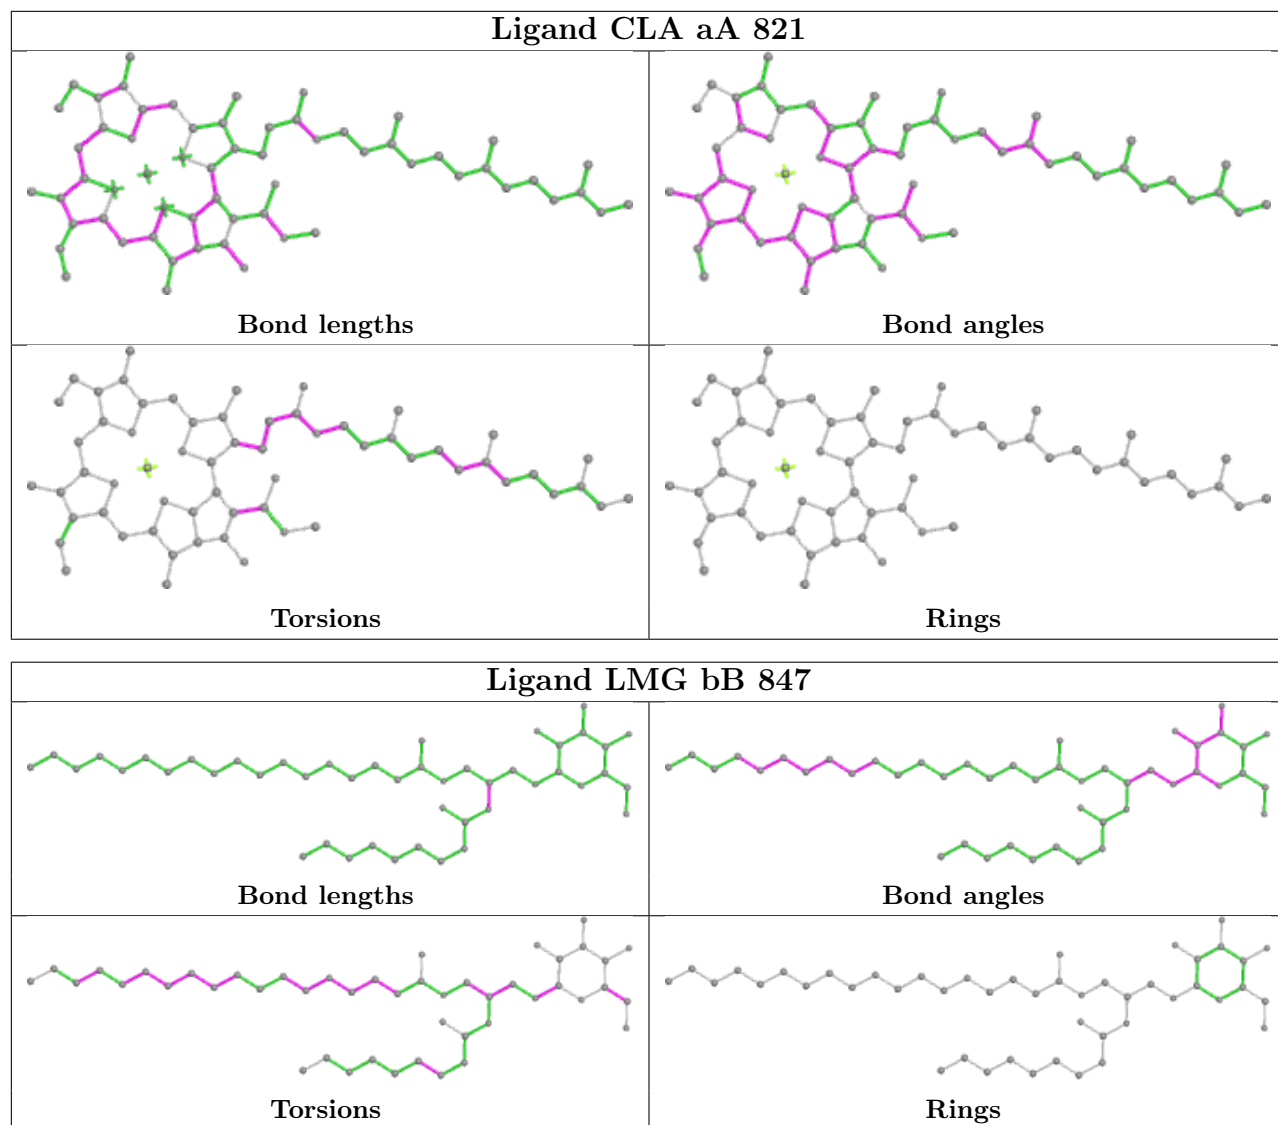 Ligand CLA aA 821
Bond lengths
Bond angles
Torsions
Rings
Ligand LMG bB 847
Bond lengths
Bond angles
Torsions
Rings